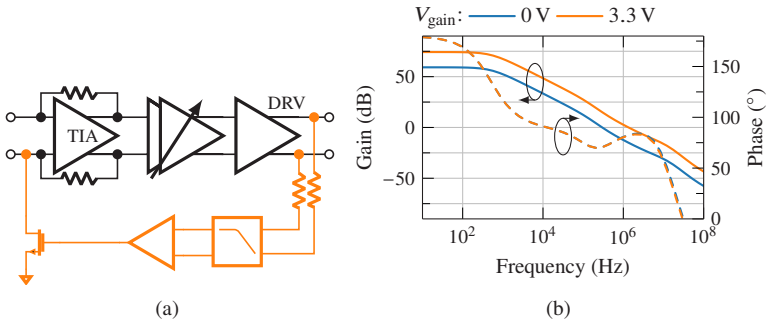 (a)
TIA
DRV
V_gain: 0 V 3.3 V
Gain (dB)
50
0
−50
Phase (°)
150
100
50
0
10^2 10^4 10^6 10^8
Frequency (Hz)
(a)
(b)